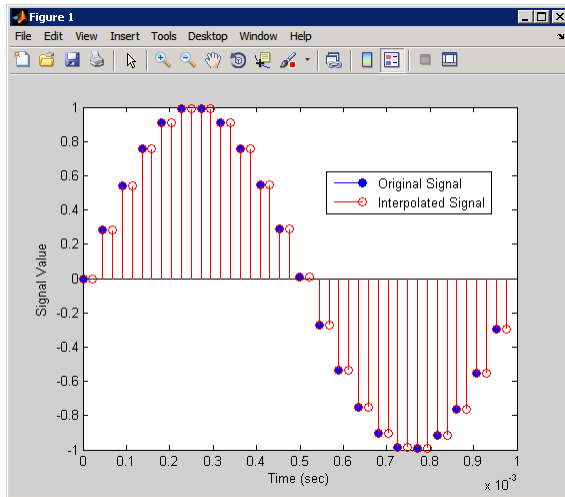 Figure 1
File Edit View Insert Tools Desktop Window Help
1
0.8
0.6
0.4
0.2
0
-0.2
-0.4
-0.6
-0.8
-1
Signal Value
Original Signal
Interpolated Signal
0 0.1 0.2 0.3 0.4 0.5 0.6 0.7 0.8 0.9 1
Time (sec)
x 10⁻³